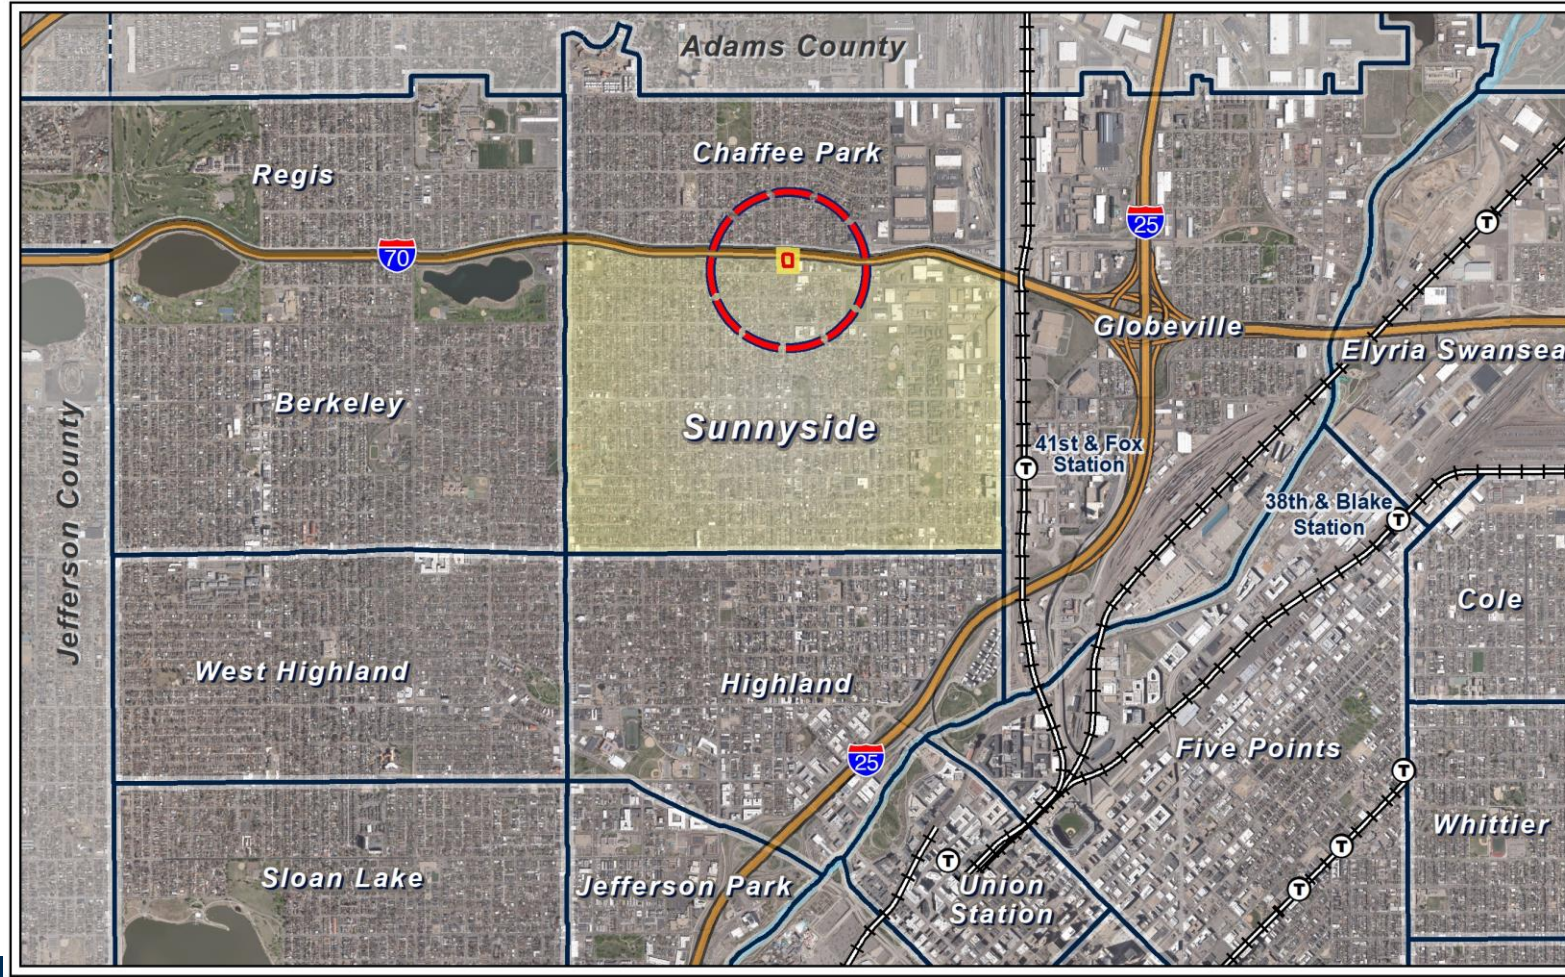 Adams County
Chaffee Park
Regis
25
70
Globeville
Elyria Swansea
Berkeley
Sunnyside
Jefferson County
41st & Fox
Station
38th & Blake
Station
Cole
West Highland
Highland
Five Points
25
Whittier
Sloan Lake
Jefferson Park
Union
Station
T
T
T
T
T
T
T